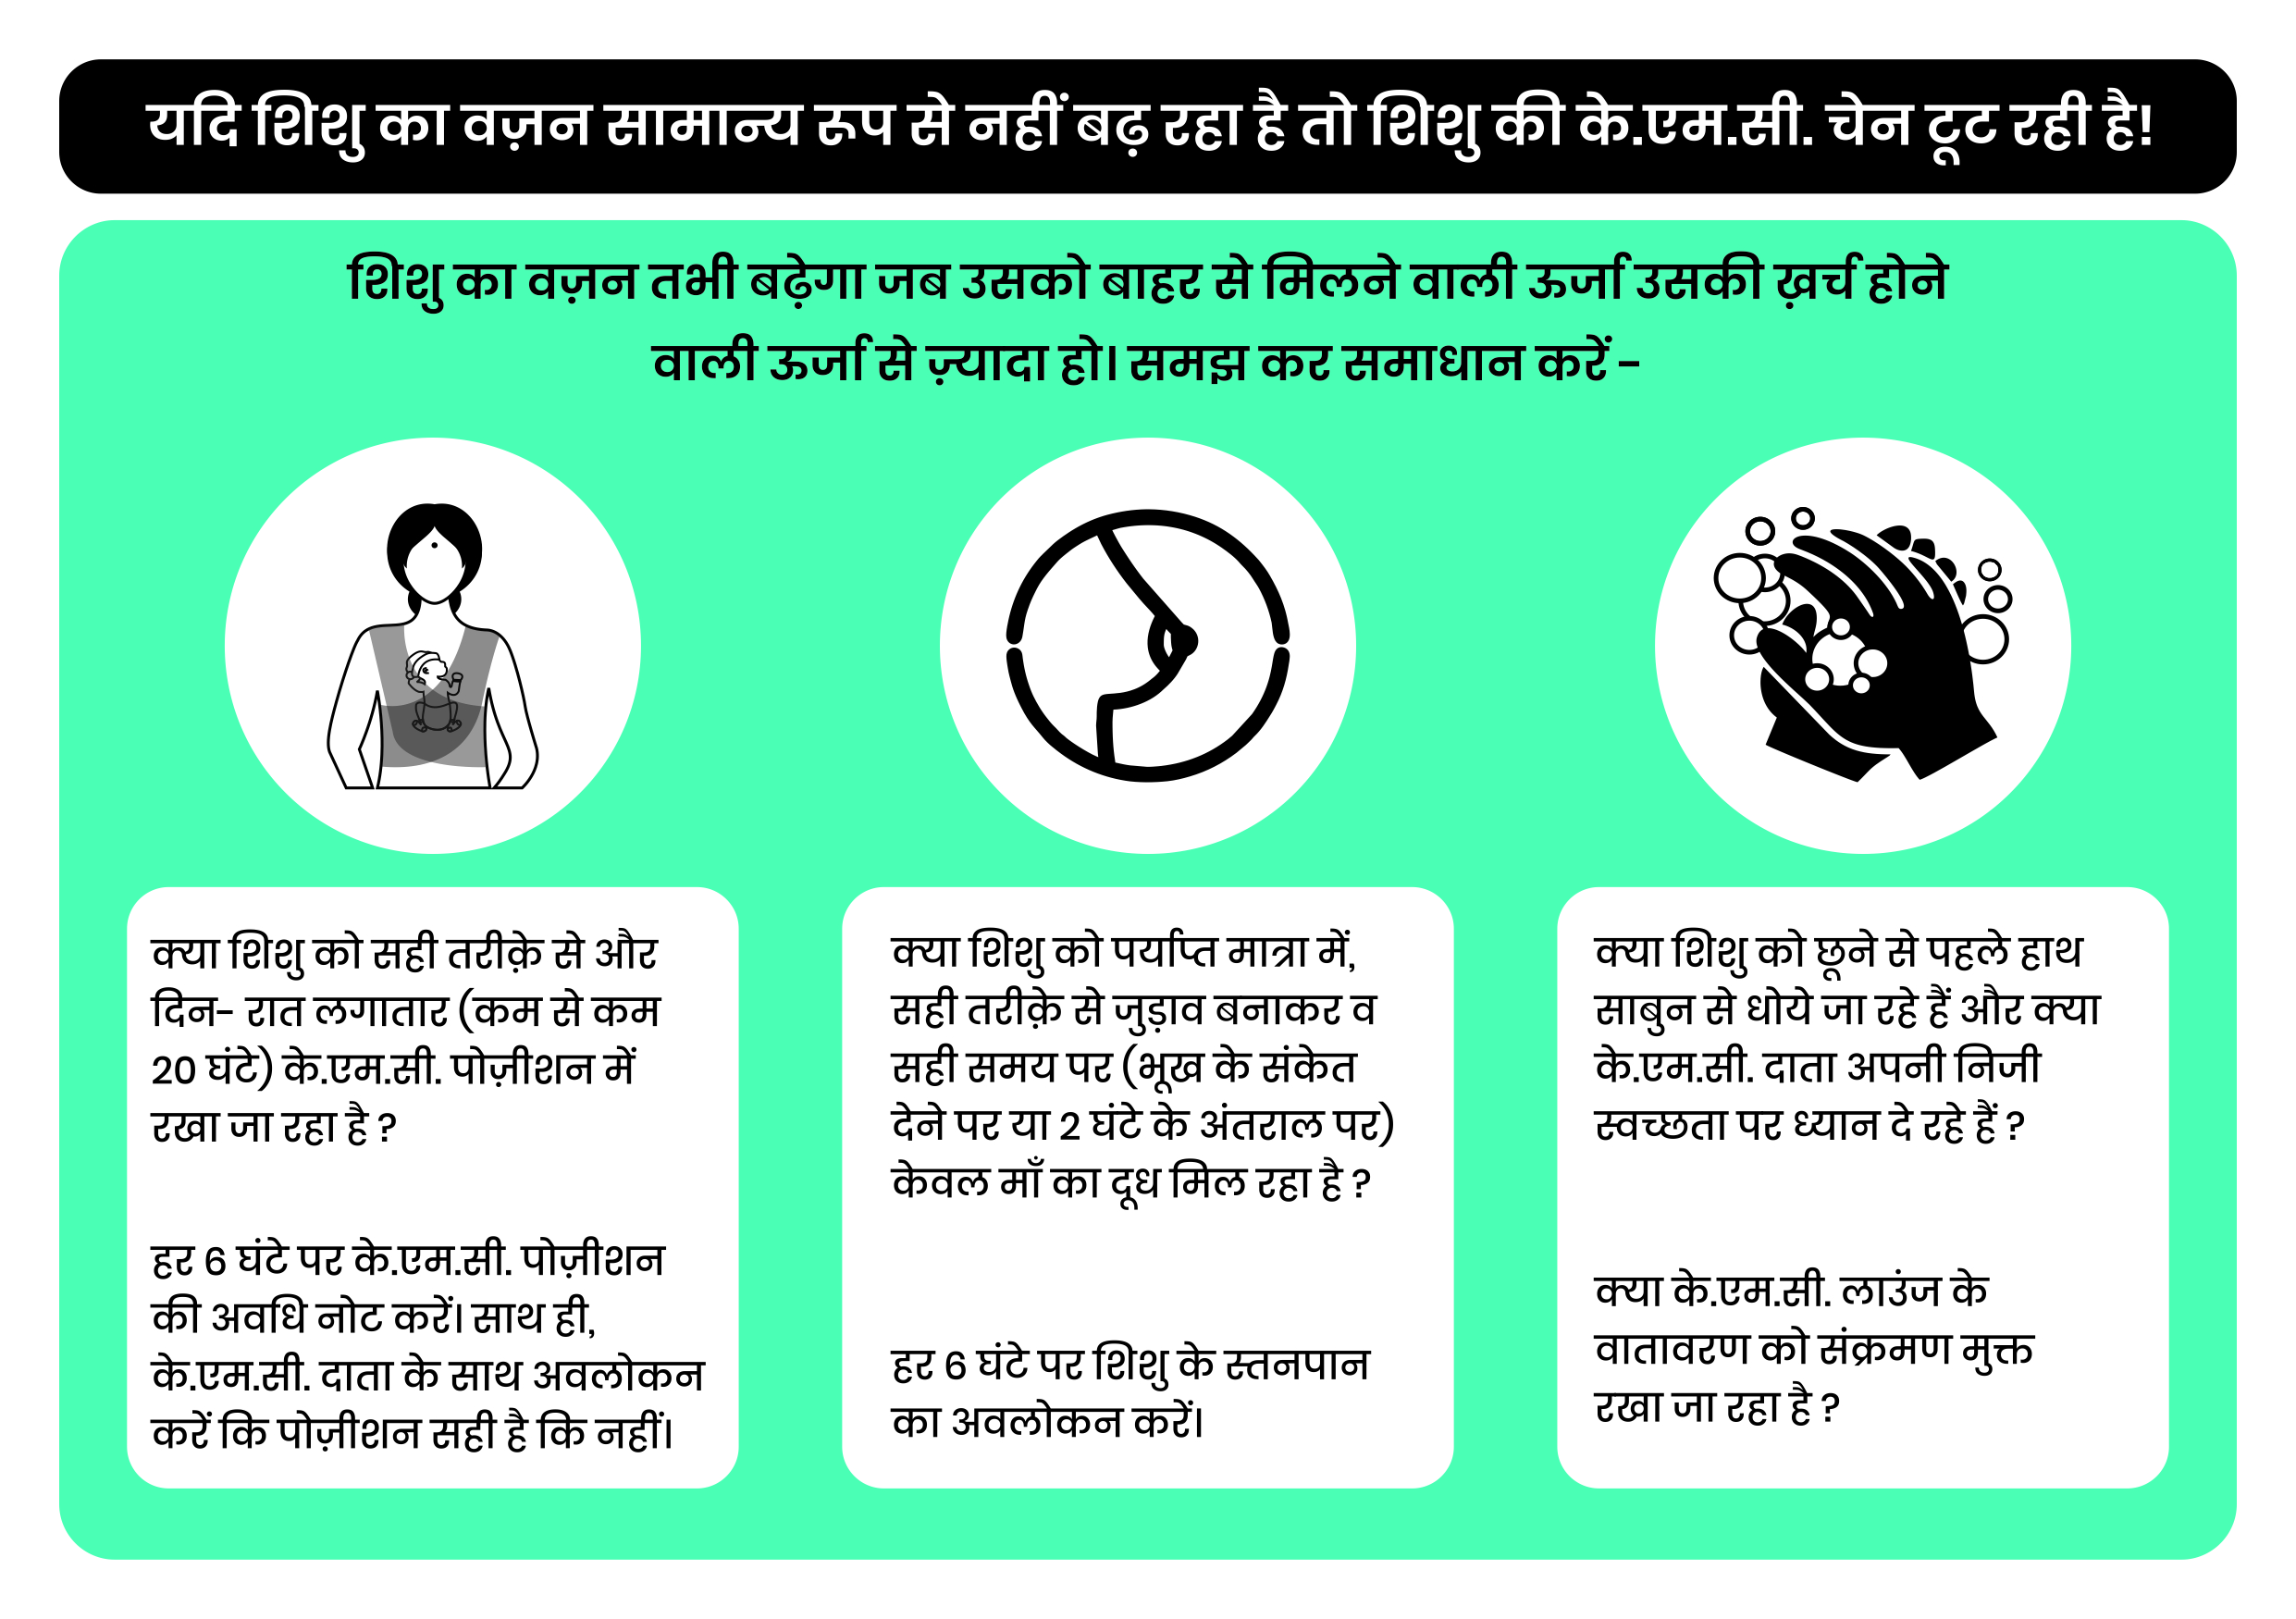 यदि शिशु का वज़न सामान्य रूप से नहीं बढ़ रहा है तो शिशु की के.एम.सी. चेन टूट रही है!
शिशु का वज़न तभी बढ़ेगा जब उसको बाहर से मिलने वाली ऊर्जा उसकी ख़र्च होने
वाली ऊर्जा से ज़्यादा हो। समझ कर समाधान करें -
क्या शिशु को सही तरीक़े से और
दिन- रात लगातार (कम से कम
20 घंटे) के.एम.सी. पोज़ीशन में
रखा जा रहा है ?
हर 6 घंटे पर के.एम.सी. पोज़ीशन
की अवधि नोट करें। साथ ही,
के.एम.सी. दाता के साथ अवलोकन
करें कि पोज़ीशन सही है कि नहीं।
क्या शिशु को पर्याप्त मात्रा में,
सही तरीक़े से जुड़ाव बनाकर व
सही समय पर (भूख के संकेत
देने पर या 2 घंटे के अंतराल पर)
केवल माँ का दूध मिल रहा है ?
हर 6 घंटे पर शिशु के स्तनपान
का अवलोकन करें।
क्या शिशु को छूने से पहले हाथ
साबुन से धोये जा रहे हैं और क्या
के.एम.सी. दाता अपनी निजी
स्वच्छता पर ध्यान दे रहे हैं ?
क्या के.एम.सी. लाउंज के
वातावरण को संक्रमण मुक्त
रखा जा रहा है ?